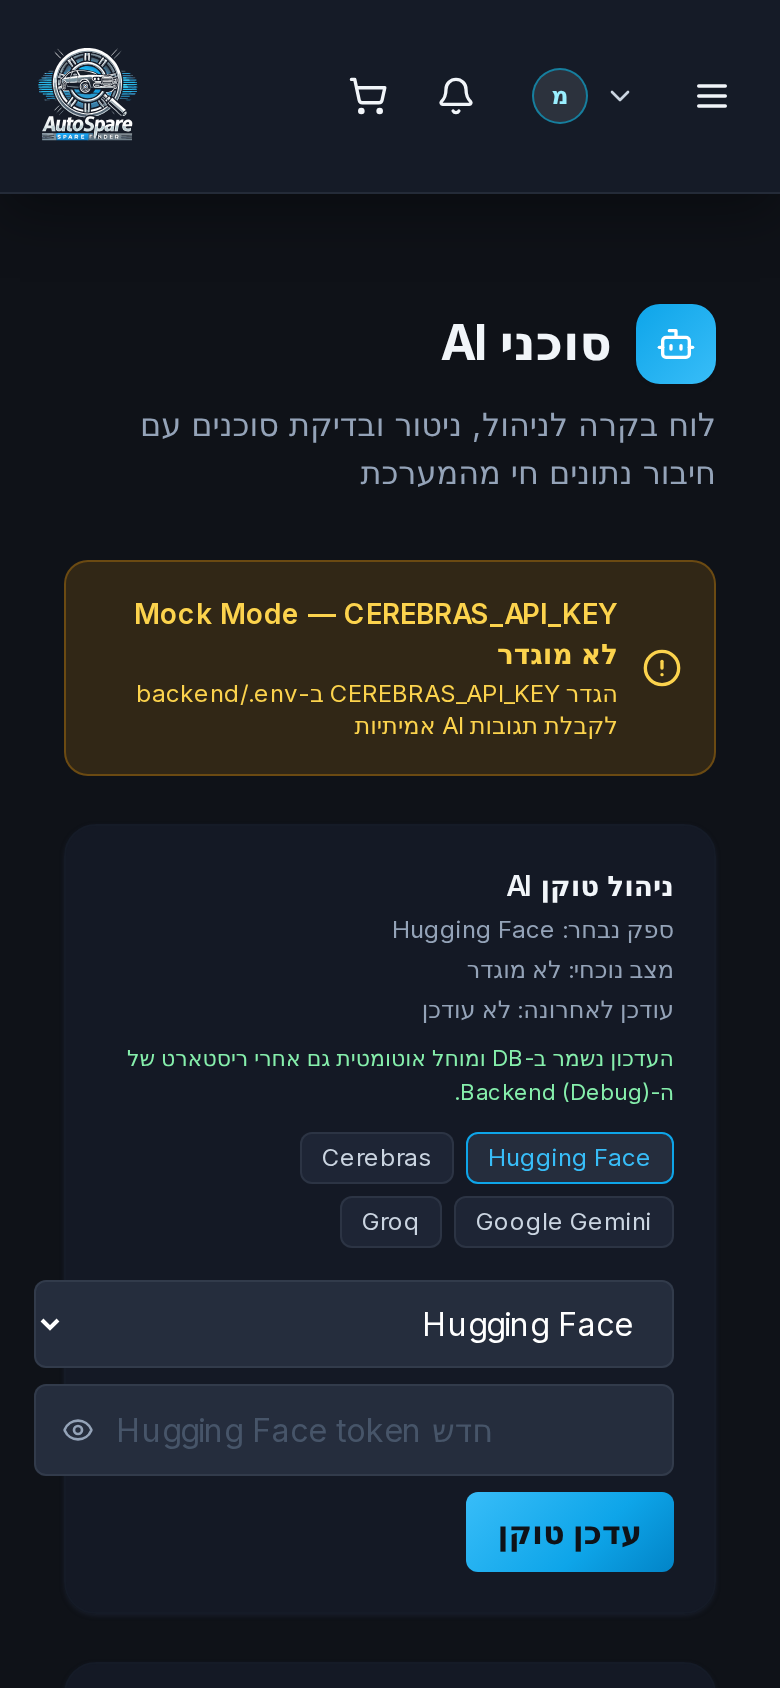 AutoSpare
SPARE FINDER
מ
סוכני AI
לוח בקרה לניהול, ניטור ובדיקת סוכנים עם
חיבור נתונים חי מהמערכת
Mock Mode — CEREBRAS_API_KEY
לא מוגדר
הגדר CEREBRAS_API_KEY ב-backend/.env
לקבלת תגובות AI אמיתיות
ניהול טוקן AI
ספק נבחר: Hugging Face
מצב נוכחי: לא מוגדר
עודכן לאחרונה: לא עודכן
העדכון נשמר ב-DB ומוחל אוטומטית גם אחרי ריסטארט של
ה-Backend (Debug).
Hugging Face
Cerebras
Google Gemini
Groq
Hugging Face
Hugging Face token חדש
עדכן טוקן